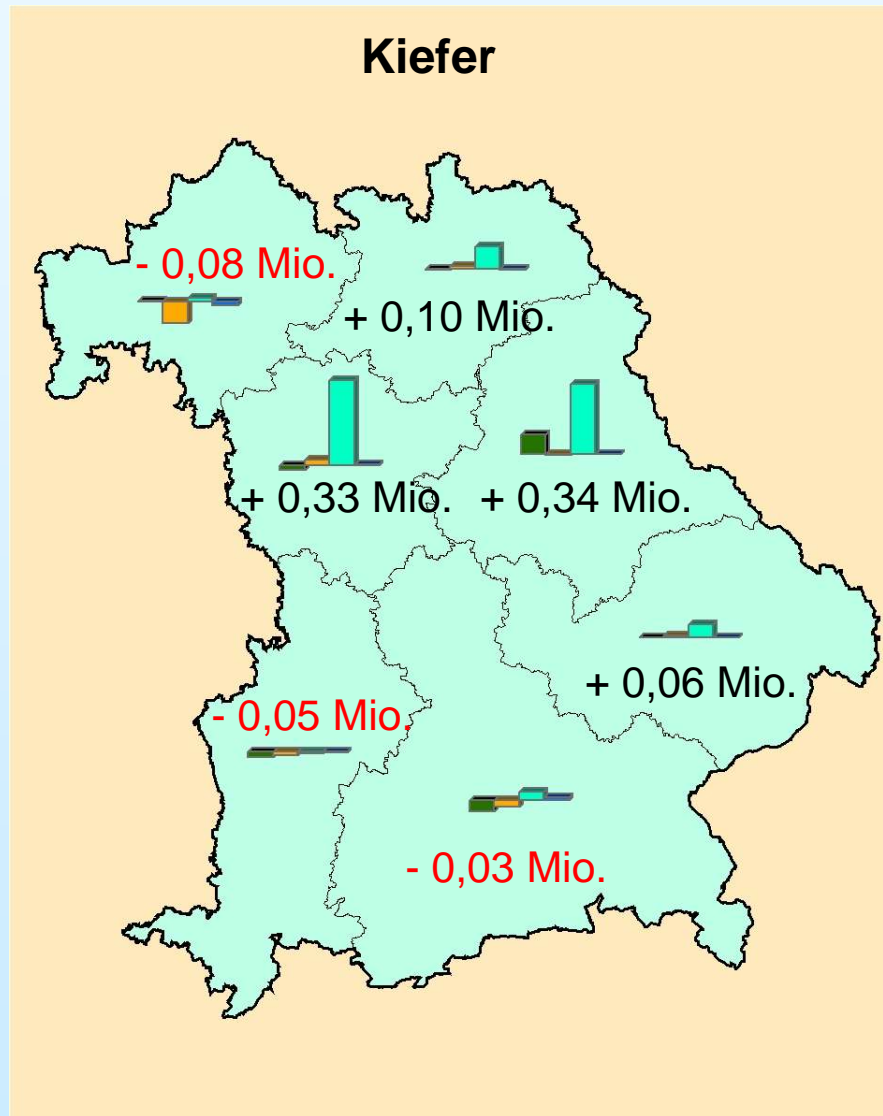 Kiefer
- 0,08 Mio.
+ 0,10 Mio.
+ 0,33 Mio.
+ 0,34 Mio.
+ 0,06 Mio.
- 0,05 Mio.
- 0,03 Mio.